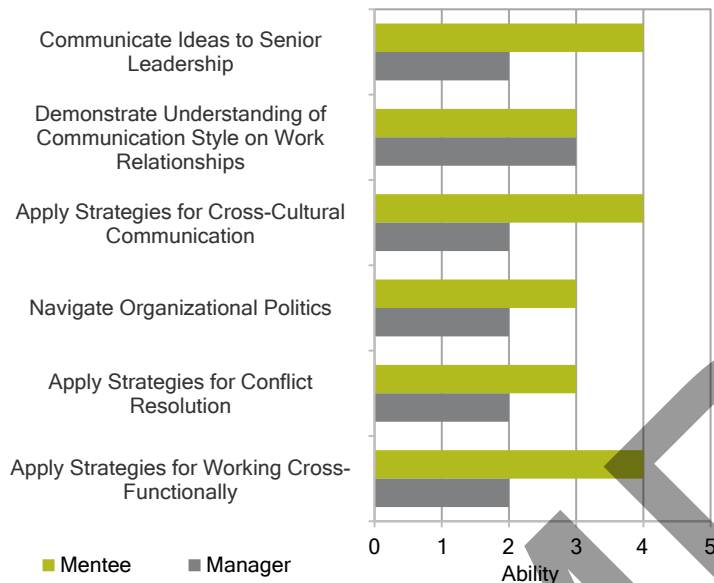 Communicate Ideas to Senior
Leadership
Demonstrate Understanding of
Communication Style on Work
Relationships
Apply Strategies for Cross-Cultural
Communication
Navigate Organizational Politics
Apply Strategies for Conflict
Resolution
Apply Strategies for Working Cross-
Functionally
0 1 2 3 4 5
Mentee Manager
Ability